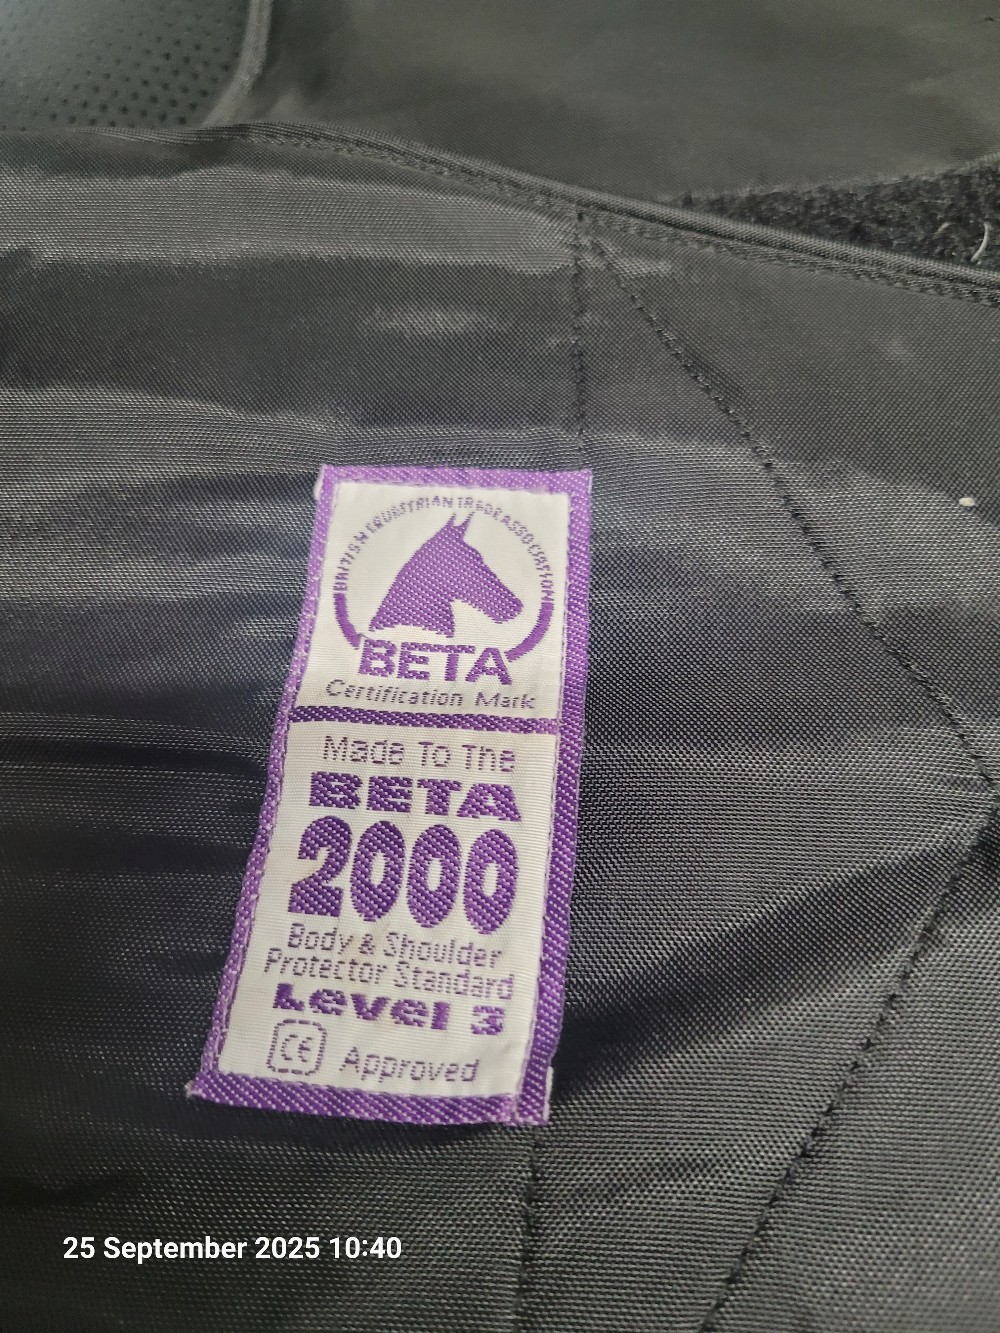 BRITISH EQUESTRIAN TRADE ASSOCIATION
BETA
Certification Mark
Made To The
BETA
2000
Body & Shoulder
Protector Standard
Level 3
CE Approved
25 September 2025 10:40